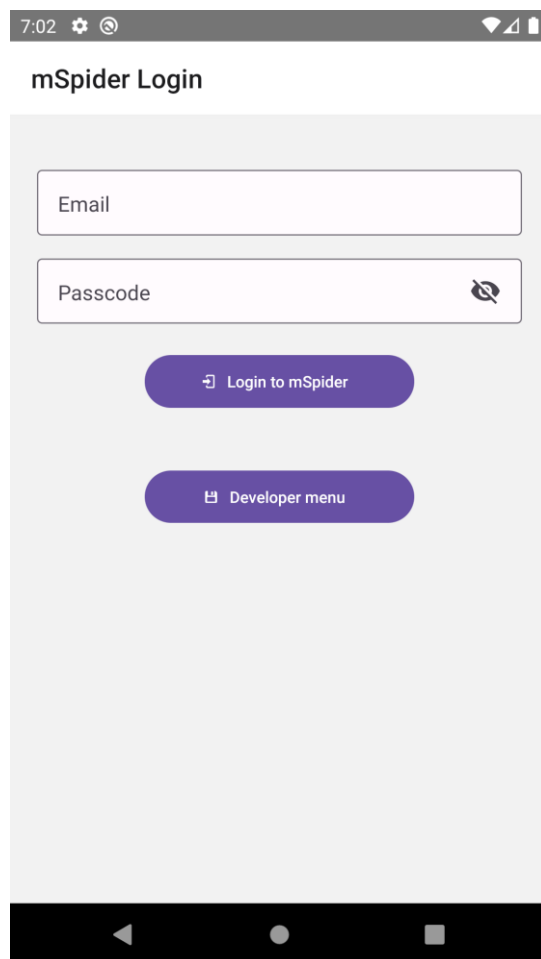 7:02
mSpider Login
Email
Passcode
Login to mSpider
Developer menu